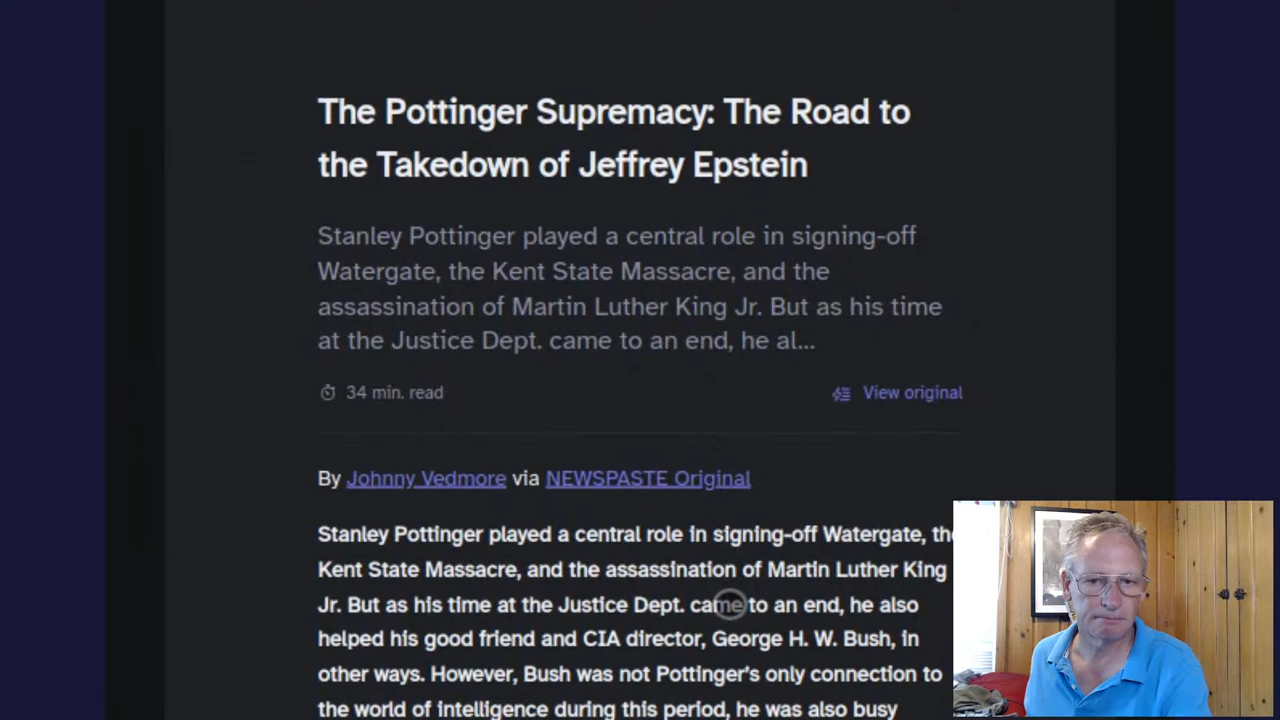 The Pottinger Supremacy: The Road to
the Takedown of Jeffrey Epstein
Stanley Pottinger played a central role in signing-off
Watergate, the Kent State Massacre, and the
assassination of Martin Luther King Jr. But as his time
at the Justice Dept. came to an end, he al...
34 min. read
View original
By Johnny Vedmore via NEWSPASTE Original
Stanley Pottinger played a central role in signing-off Watergate, the
Kent State Massacre, and the assassination of Martin Luther King
Jr. But as his time at the Justice Dept. came to an end, he also
helped his good friend and CIA director, George H. W. Bush, in
other ways. However, Bush was not Pottinger's only connection to
the world of intelligence during this period, he was also busy